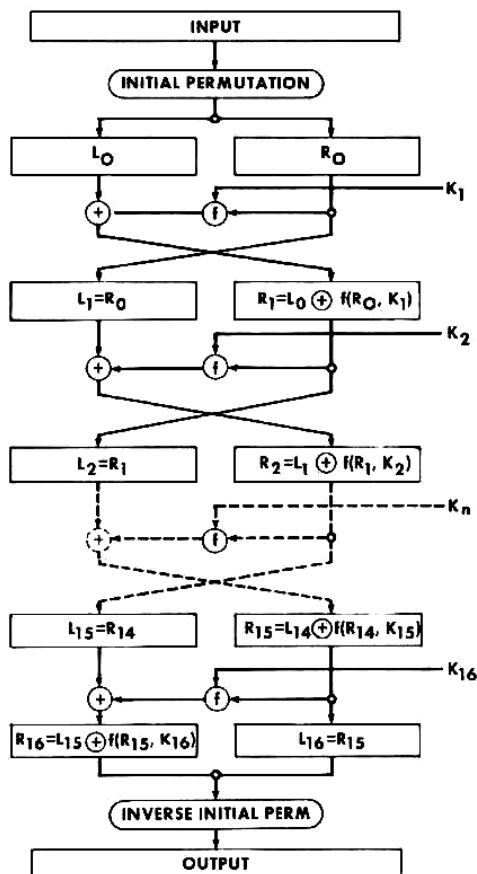 INPUT
INITIAL PERMUTATION
L0
R0
K1
+
f
L1=R0
R1=L0 ⊕ f(R0, K1)
K2
+
f
L2=R1
R2=L1 ⊕ f(R1, K2)
Kn
+
f
L15=R14
R15=L14 ⊕ f(R14, K15)
K16
+
f
R16=L15 ⊕ f(R15, K16)
L16=R15
INVERSE INITIAL PERM
OUTPUT